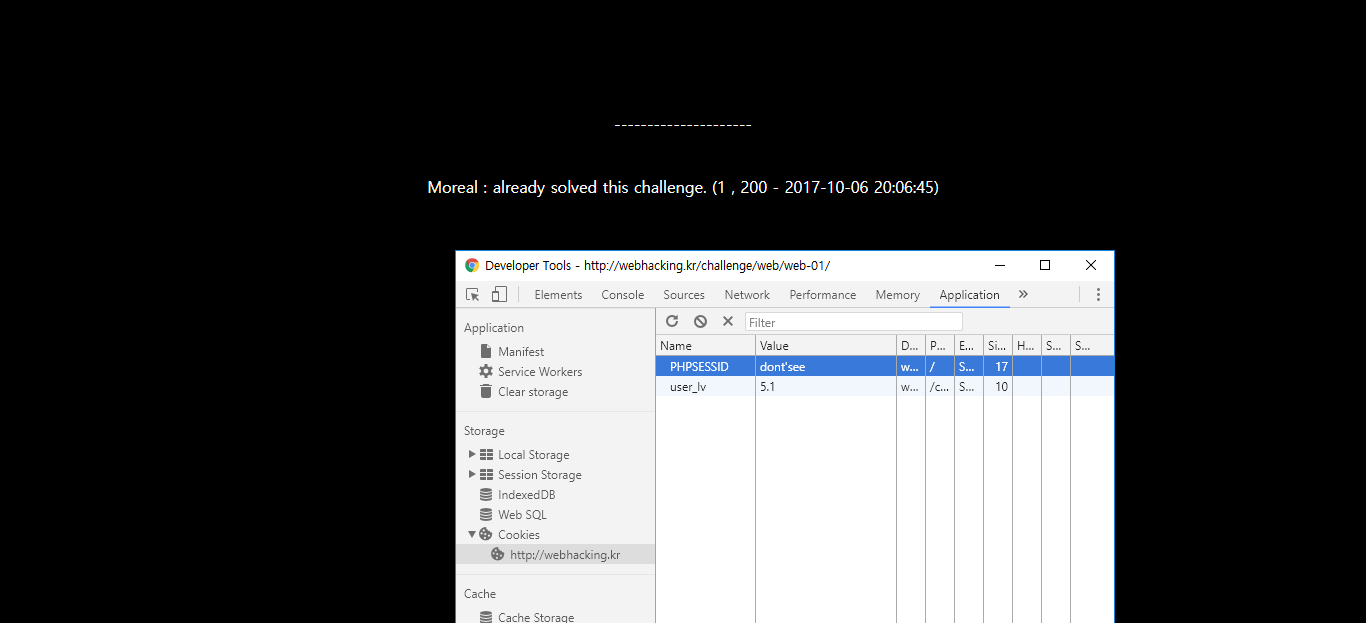 ---------------------
Moreal : already solved this challenge. (1 , 200 - 2017-10-06 20:06:45)
Developer Tools - http://webhacking.kr/challenge/web/web-01/
Elements Console Sources Network Performance Memory Application »
Application
Manifest
Service Workers
Clear storage
Storage
Local Storage
Session Storage
IndexedDB
Web SQL
Cookies
http://webhacking.kr
Cache
Cache Storage
Filter
Name Value D... P... E... Si... H... S... S...
PHPSESSID dont'see w... / S... 17
user_lv 5.1 w... /c... S... 10